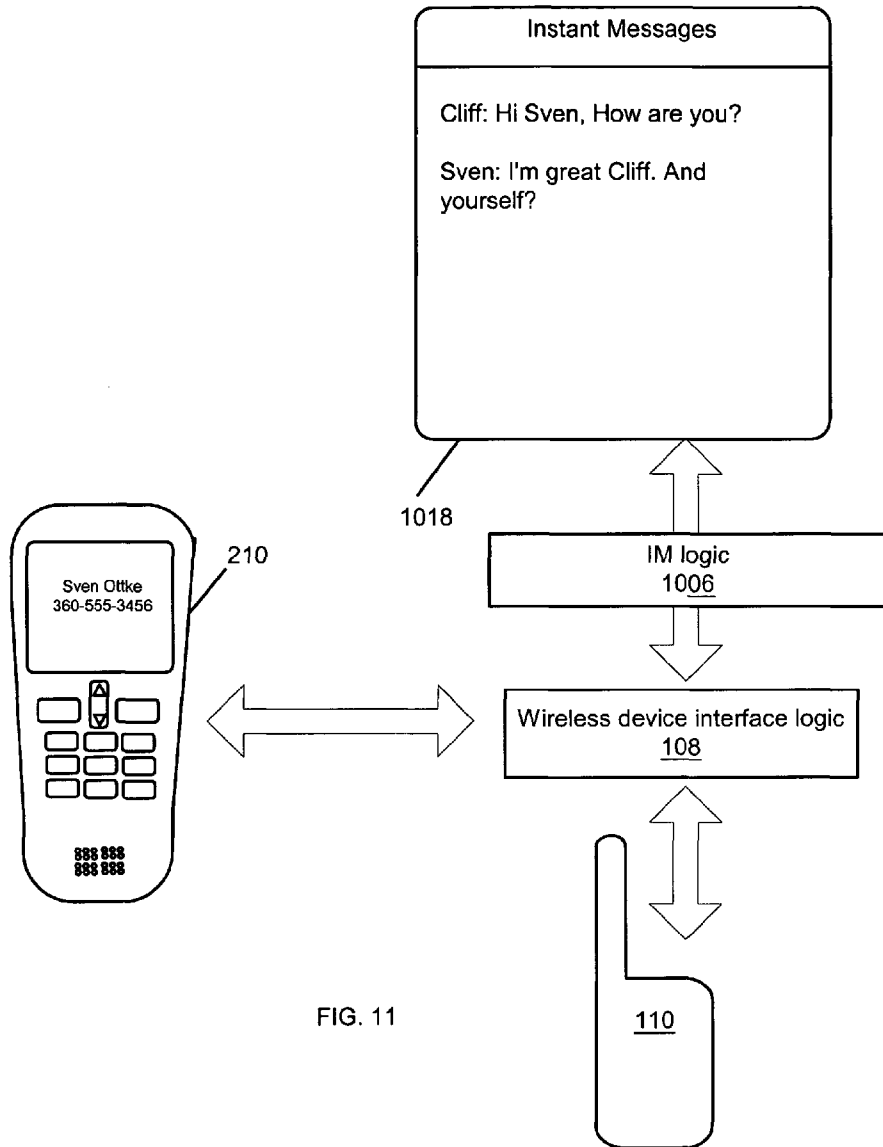 Instant Messages
Cliff: Hi Sven, How are you?
Sven: I'm great Cliff. And
yourself?
1018
210
IM logic
1006
Sven Ottke
360-555-3456
Wireless device interface logic
108
110
FIG. 11